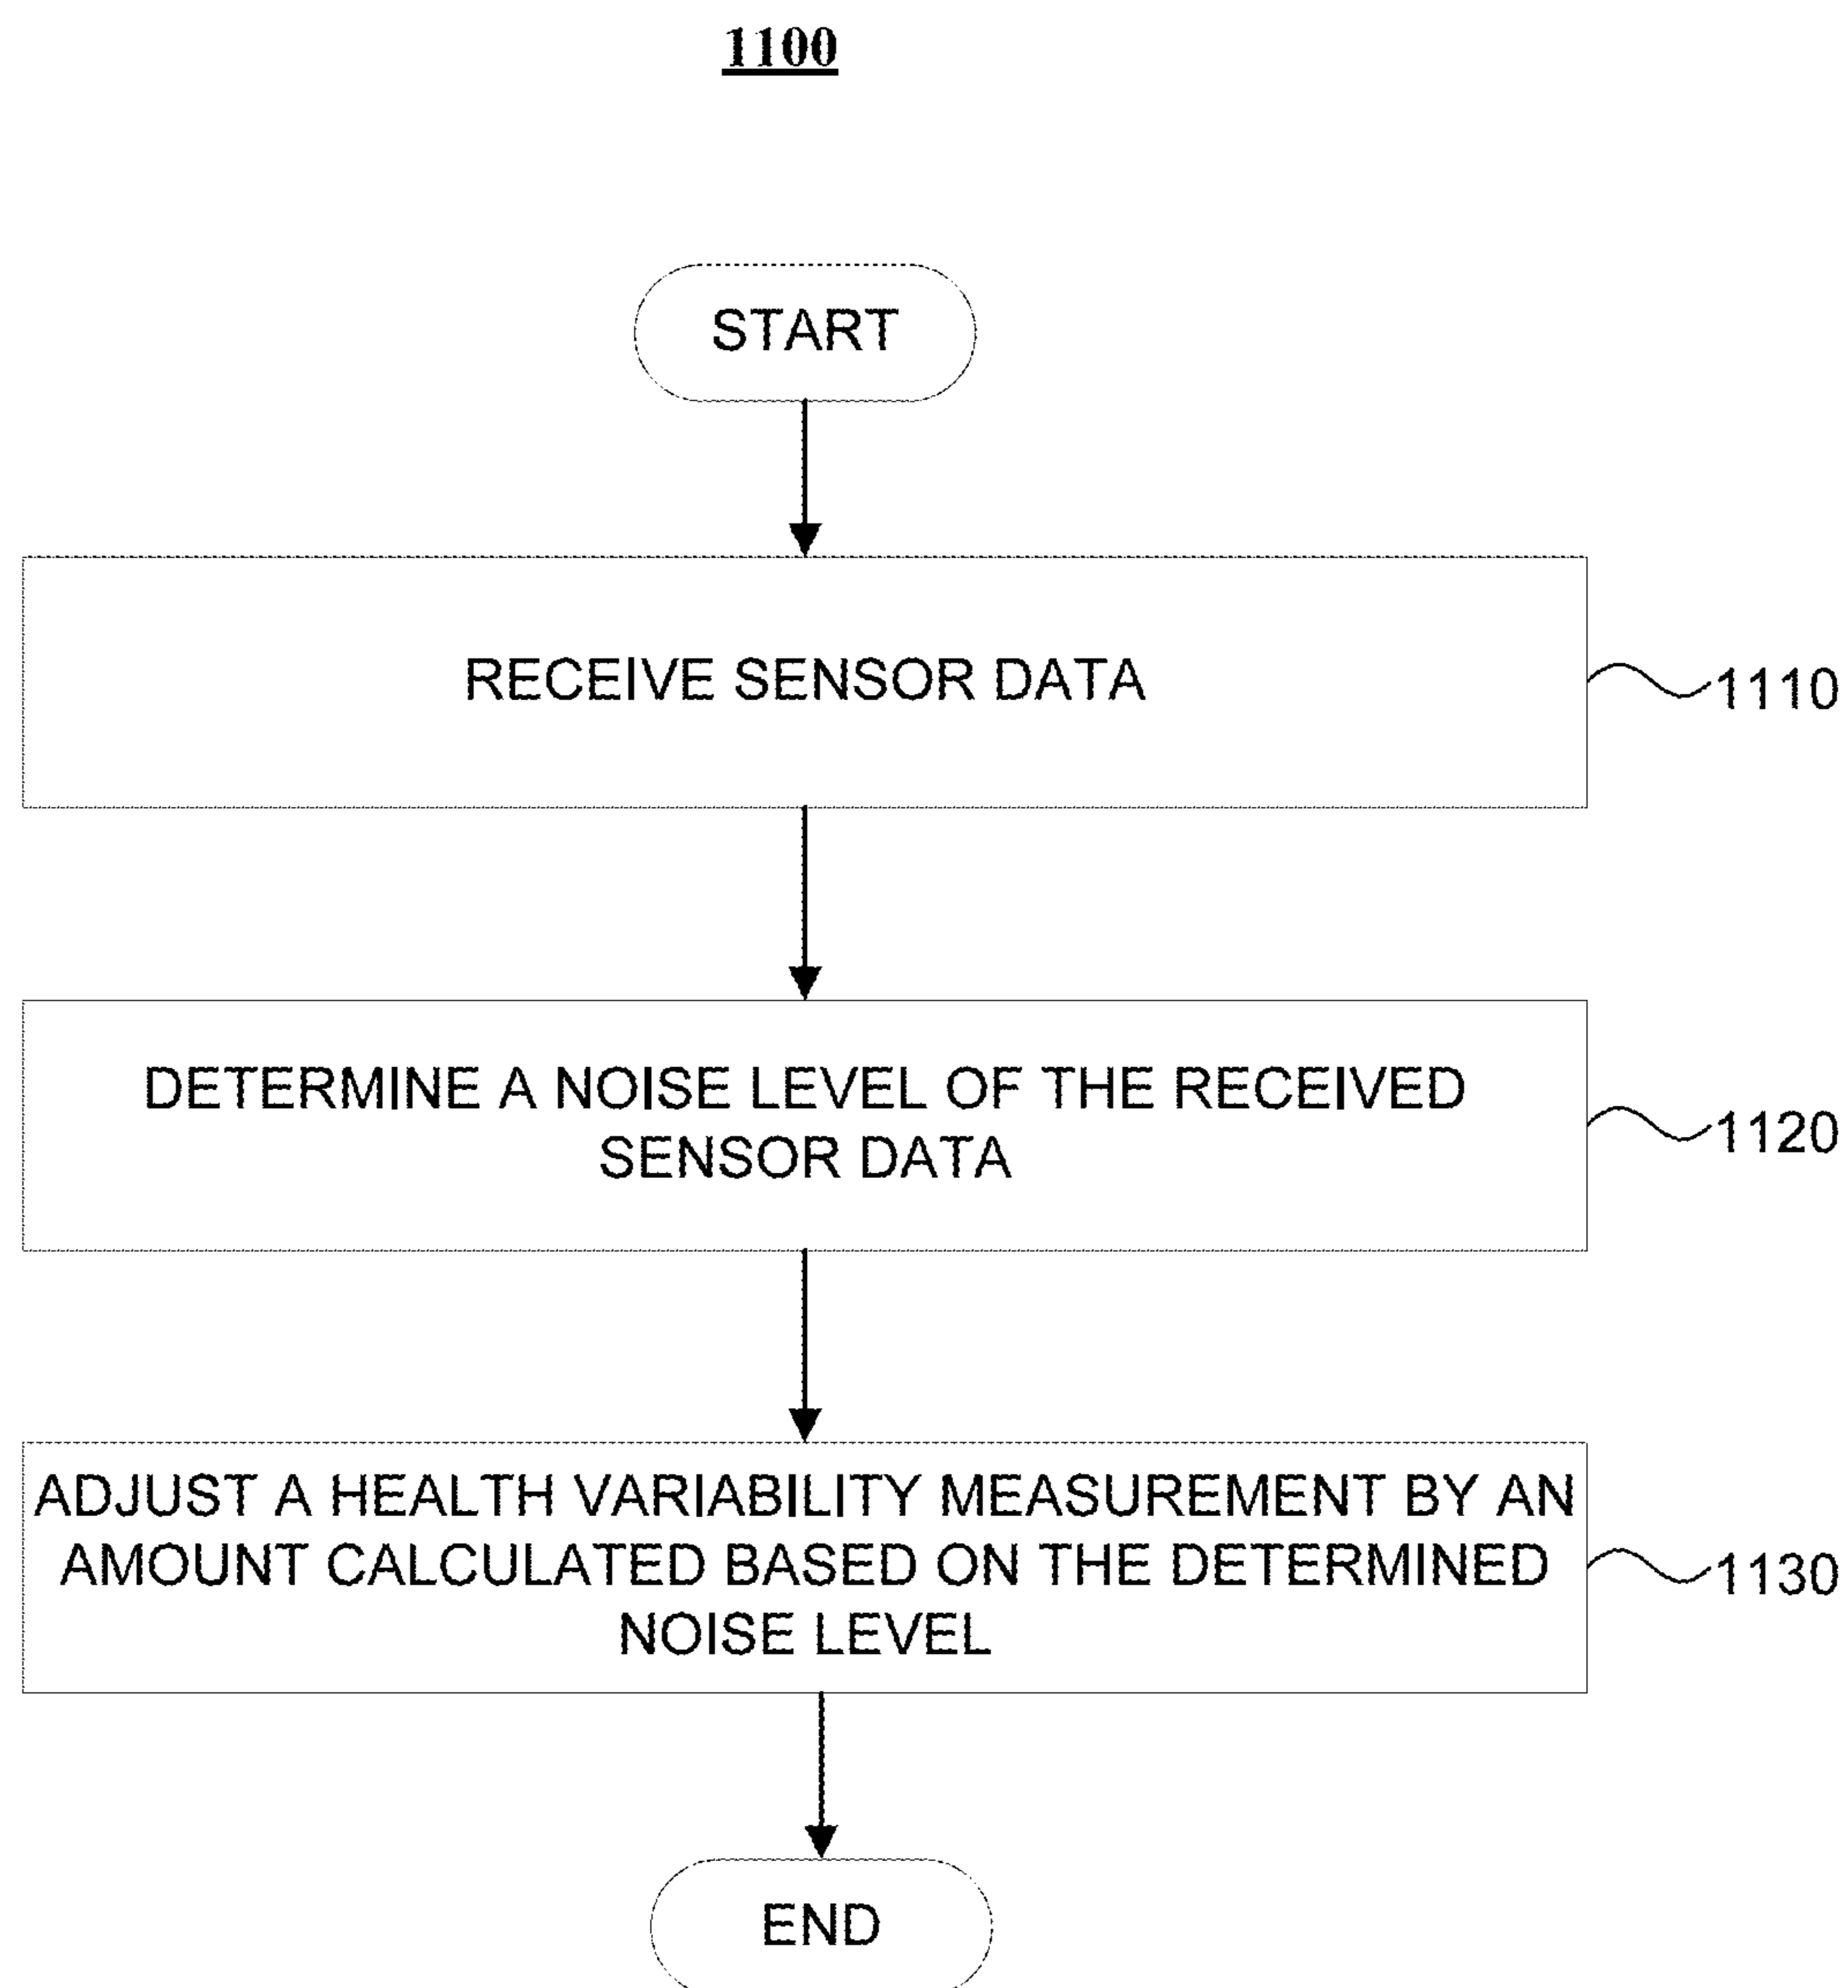 1100
START
RECEIVE SENSOR DATA
1110
DETERMINE A NOISE LEVEL OF THE RECEIVED
SENSOR DATA
1120
ADJUST A HEALTH VARIABILITY MEASUREMENT BY AN
AMOUNT CALCULATED BASED ON THE DETERMINED
NOISE LEVEL
1130
END